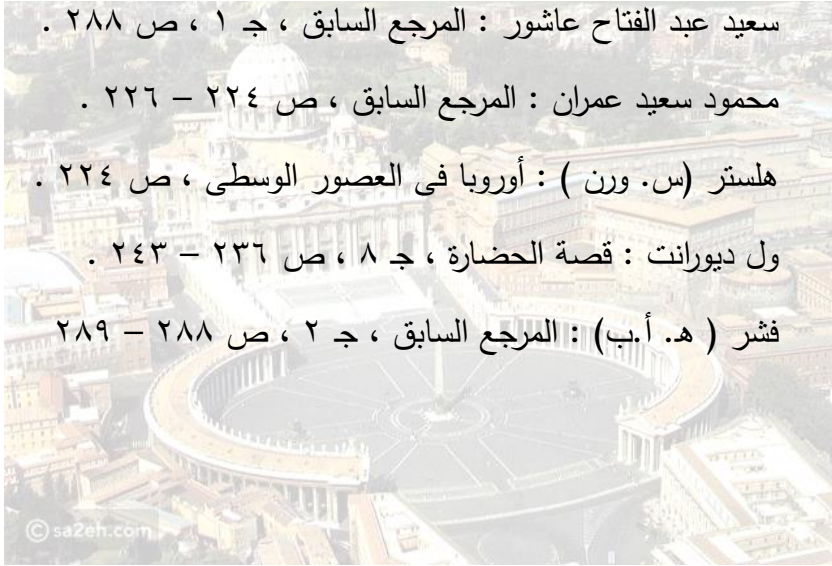 سعيد عبد الفتاح عاشور : المرجع السابق ، جـ ١ ، ص ٢٨٨ .
محمود سعيد عمران : المرجع السابق ، ص ٢٢٤ – ٢٢٦ .
هلستر (س. ورن ) : أوروبا فى العصور الوسطى ، ص ٢٢٤ .
ول ديورانت : قصة الحضارة ، جـ ٨ ، ص ٢٣٦ – ٢٤٣ .
فشر ( هـ. أ.ب) : المرجع السابق ، جـ ٢ ، ص ٢٨٨ – ٢٨٩
© sa2eh.com